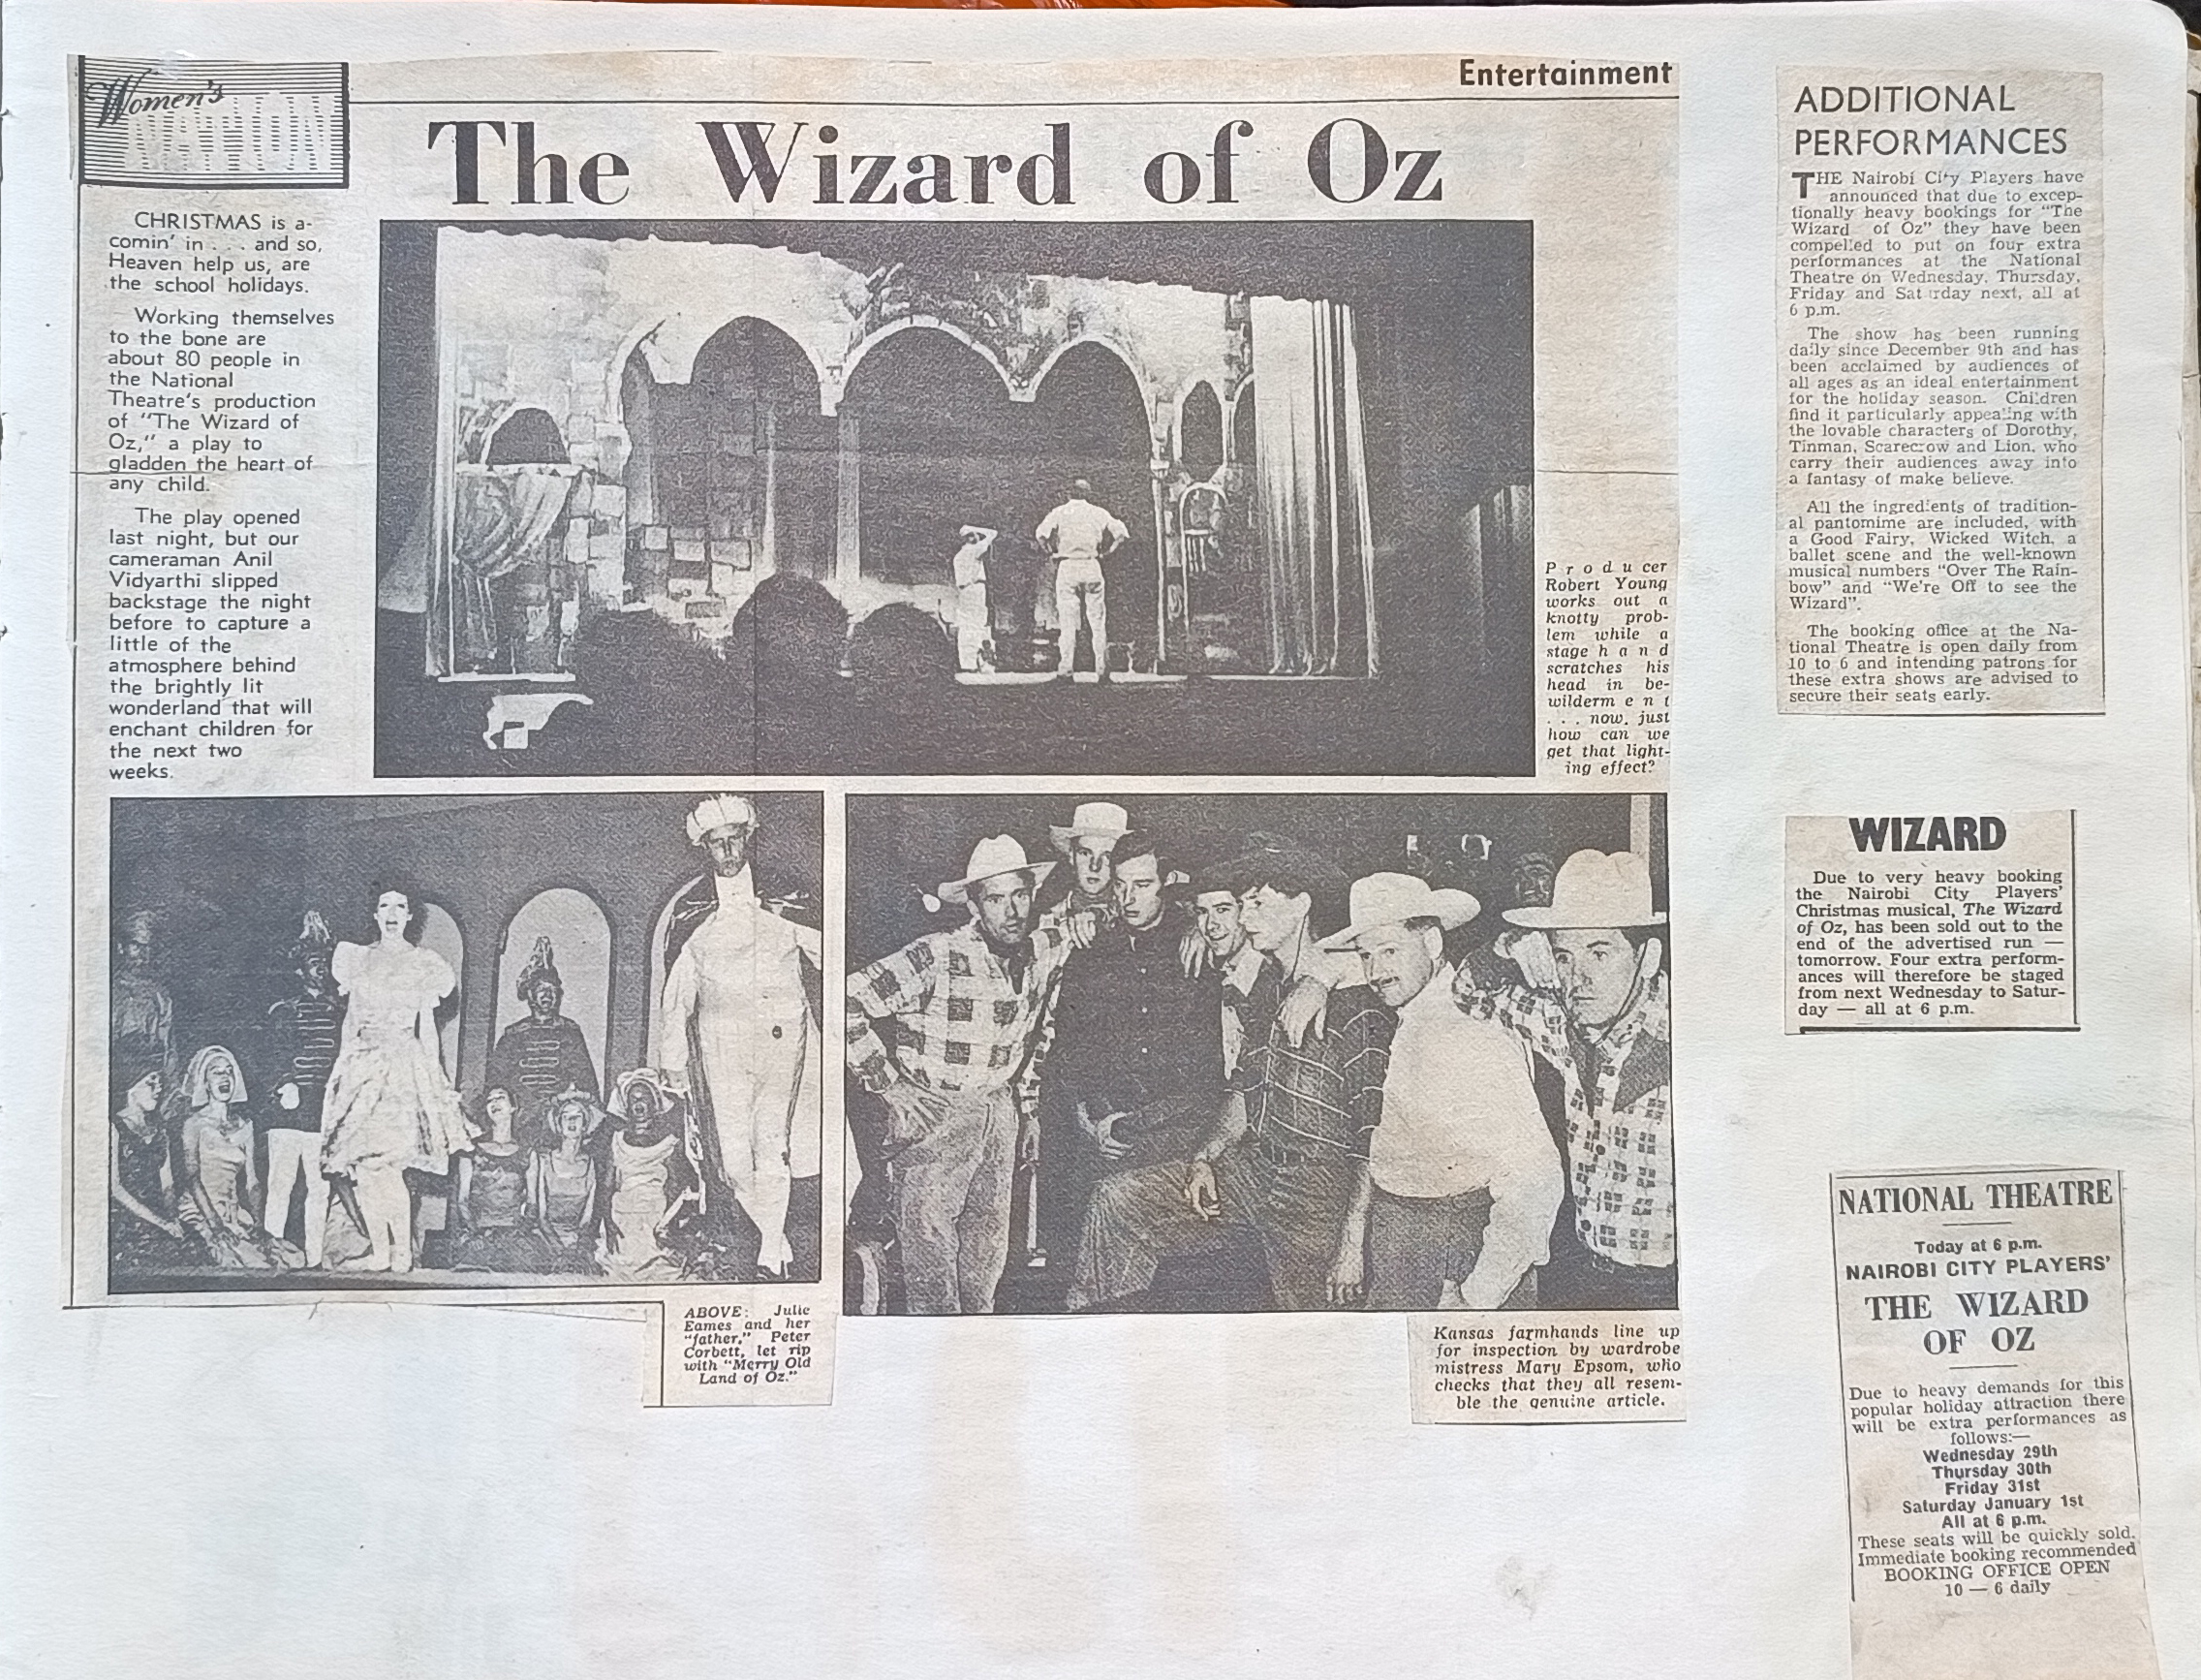 Women's
NATION
Entertainment
The Wizard of Oz
CHRISTMAS is a-
comin' in . . . and so,
Heaven help us, are
the school holidays.
Working themselves
to the bone are
about 80 people in
the National
Theatre's production
of "The Wizard of
Oz," a play to
gladden the heart of
any child.
The play opened
last night, but our
cameraman Anil
Vidyarthi slipped
backstage the night
before to capture a
little of the
atmosphere behind
the brightly lit
wonderland that will
enchant children for
the next two
weeks.
Producer
Robert Young
works out a
knotty prob-
lem while a
stage hand
scratches his
head in be-
wilderment
. . . now, just
how can we
get that light-
ing effect?
ABOVE: Julie
Eames and her
"father," Peter
Corbett, let rip
with "Merry Old
Land of Oz."
Kansas farmhands line up
for inspection by wardrobe
mistress Mary Epsom, who
checks that they all resem-
ble the genuine article.
ADDITIONAL
PERFORMANCES
THE Nairobi City Players have
announced that due to excep-
tionally heavy bookings for "The
Wizard of Oz" they have been
compelled to put on four extra
performances at the National
Theatre on Wednesday, Thursday,
Friday and Sat rday next, all at
6 p.m.
The show has been running
daily since December 9th and has
been acclaimed by audiences of
all ages as an ideal entertainment
for the holiday season. Children
find it particularly appealing with
the lovable characters of Dorothy,
Tinman, Scarecrow and Lion, who
carry their audiences away into
a fantasy of make believe.
All the ingredients of tradition-
al pantomime are included, with
a Good Fairy, Wicked Witch, a
ballet scene and the well-known
musical numbers "Over The Rain-
bow" and "We're Off to see the
Wizard".
The booking office at the Na-
tional Theatre is open daily from
10 to 6 and intending patrons for
these extra shows are advised to
secure their seats early.
WIZARD
Due to very heavy booking
the Nairobi City Players'
Christmas musical, The Wizard
of Oz, has been sold out to the
end of the advertised run —
tomorrow. Four extra perform-
ances will therefore be staged
from next Wednesday to Satur-
day — all at 6 p.m.
NATIONAL THEATRE
Today at 6 p.m.
NAIROBI CITY PLAYERS'
THE WIZARD
OF OZ
Due to heavy demands for this
popular holiday attraction there
will be extra performances as
follows:—
Wednesday 29th
Thursday 30th
Friday 31st
Saturday January 1st
All at 6 p.m.
These seats will be quickly sold.
Immediate booking recommended
BOOKING OFFICE OPEN
10 — 6 daily